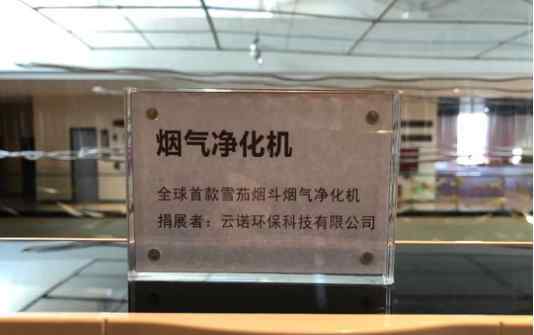 烟气净化机
全球首款雪茄烟斗烟气净化机
捐展者：云诺环保科技有限公司